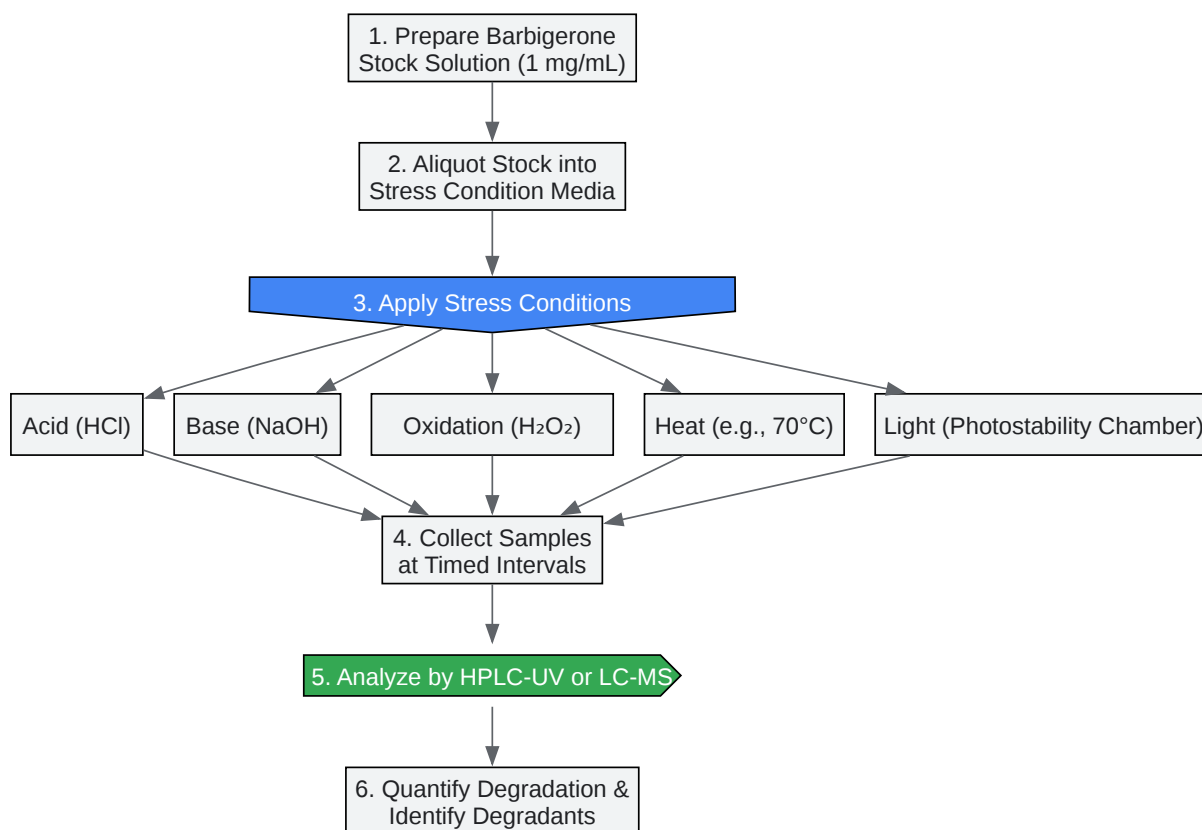 1. Prepare Barbigerone
Stock Solution (1 mg/mL)
2. Aliquot Stock into
Stress Condition Media
3. Apply Stress Conditions
Acid (HCl)
Base (NaOH)
Oxidation (H₂O₂)
Heat (e.g., 70°C)
Light (Photostability Chamber)
4. Collect Samples
at Timed Intervals
5. Analyze by HPLC-UV or LC-MS
6. Quantify Degradation &
Identify Degradants